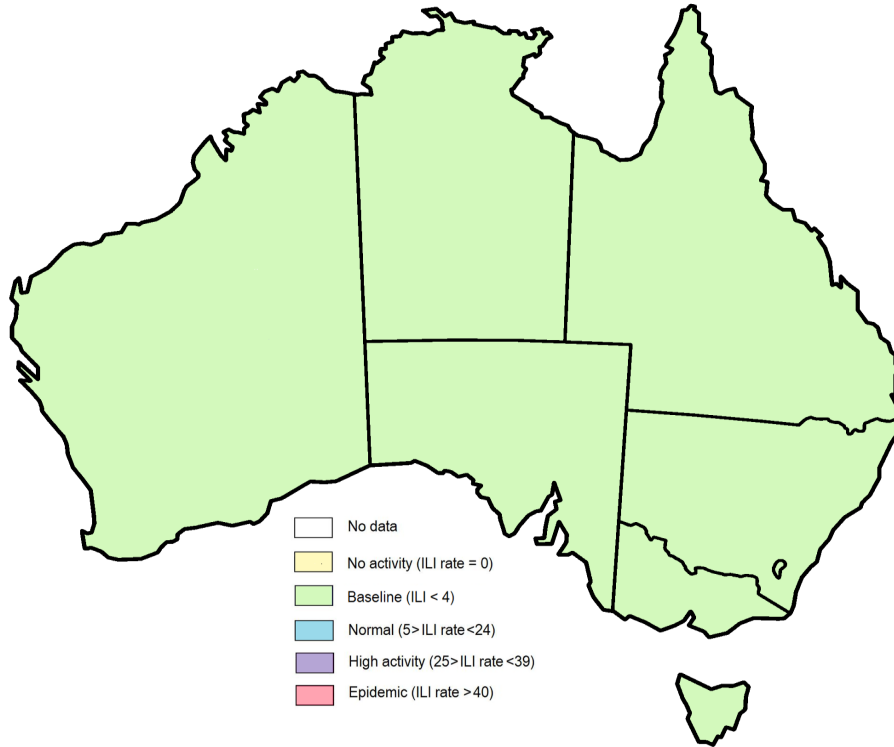 No data
No activity (ILI rate = 0)
Baseline (ILI < 4)
Normal (5>ILI rate<24)
High activity (25>ILI rate<39)
Epidemic (ILI rate >40)